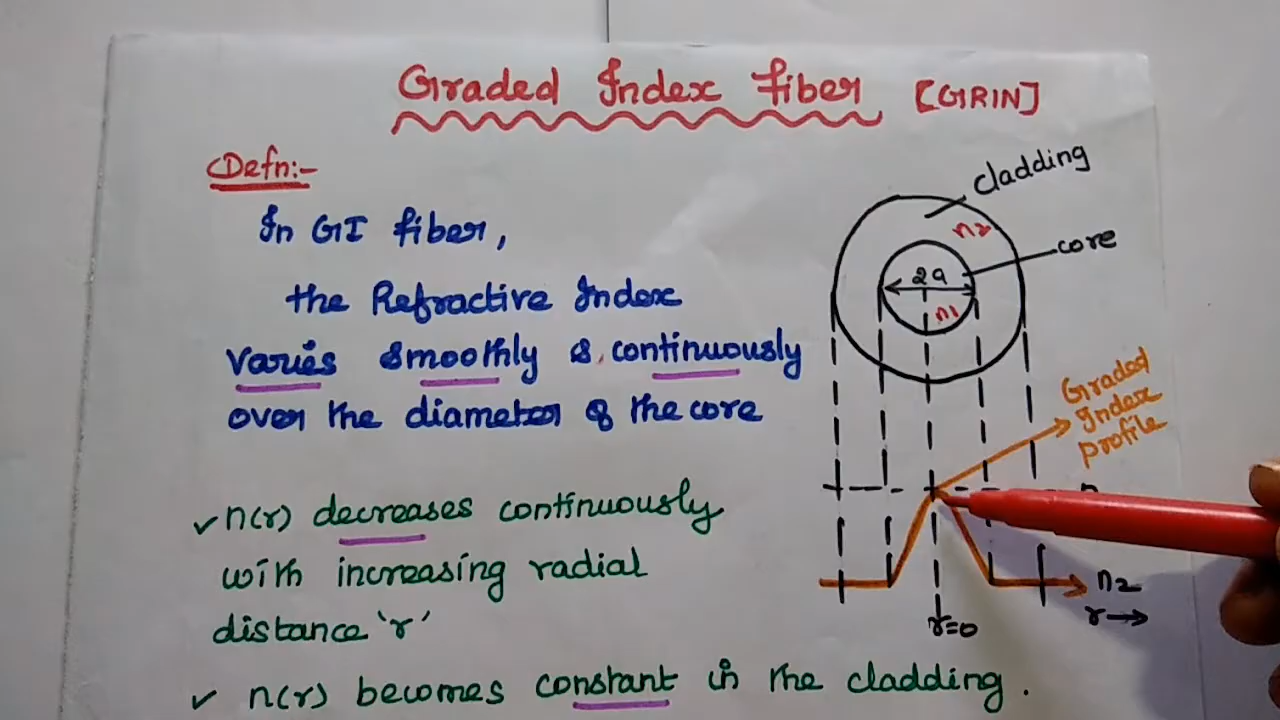 Graded Index Fiber [GRIN]
Defn:-
In GI fiber,
the Refractive Index
varies smoothly & continuously
over the diameter of the core
✓ n(r) decreases continuously
with increasing radial
distance 'r'
✓ n(r) becomes constant in the cladding.
cladding
n2
core
2a
n1
Graded
Index
profile
n2
r=0
r→